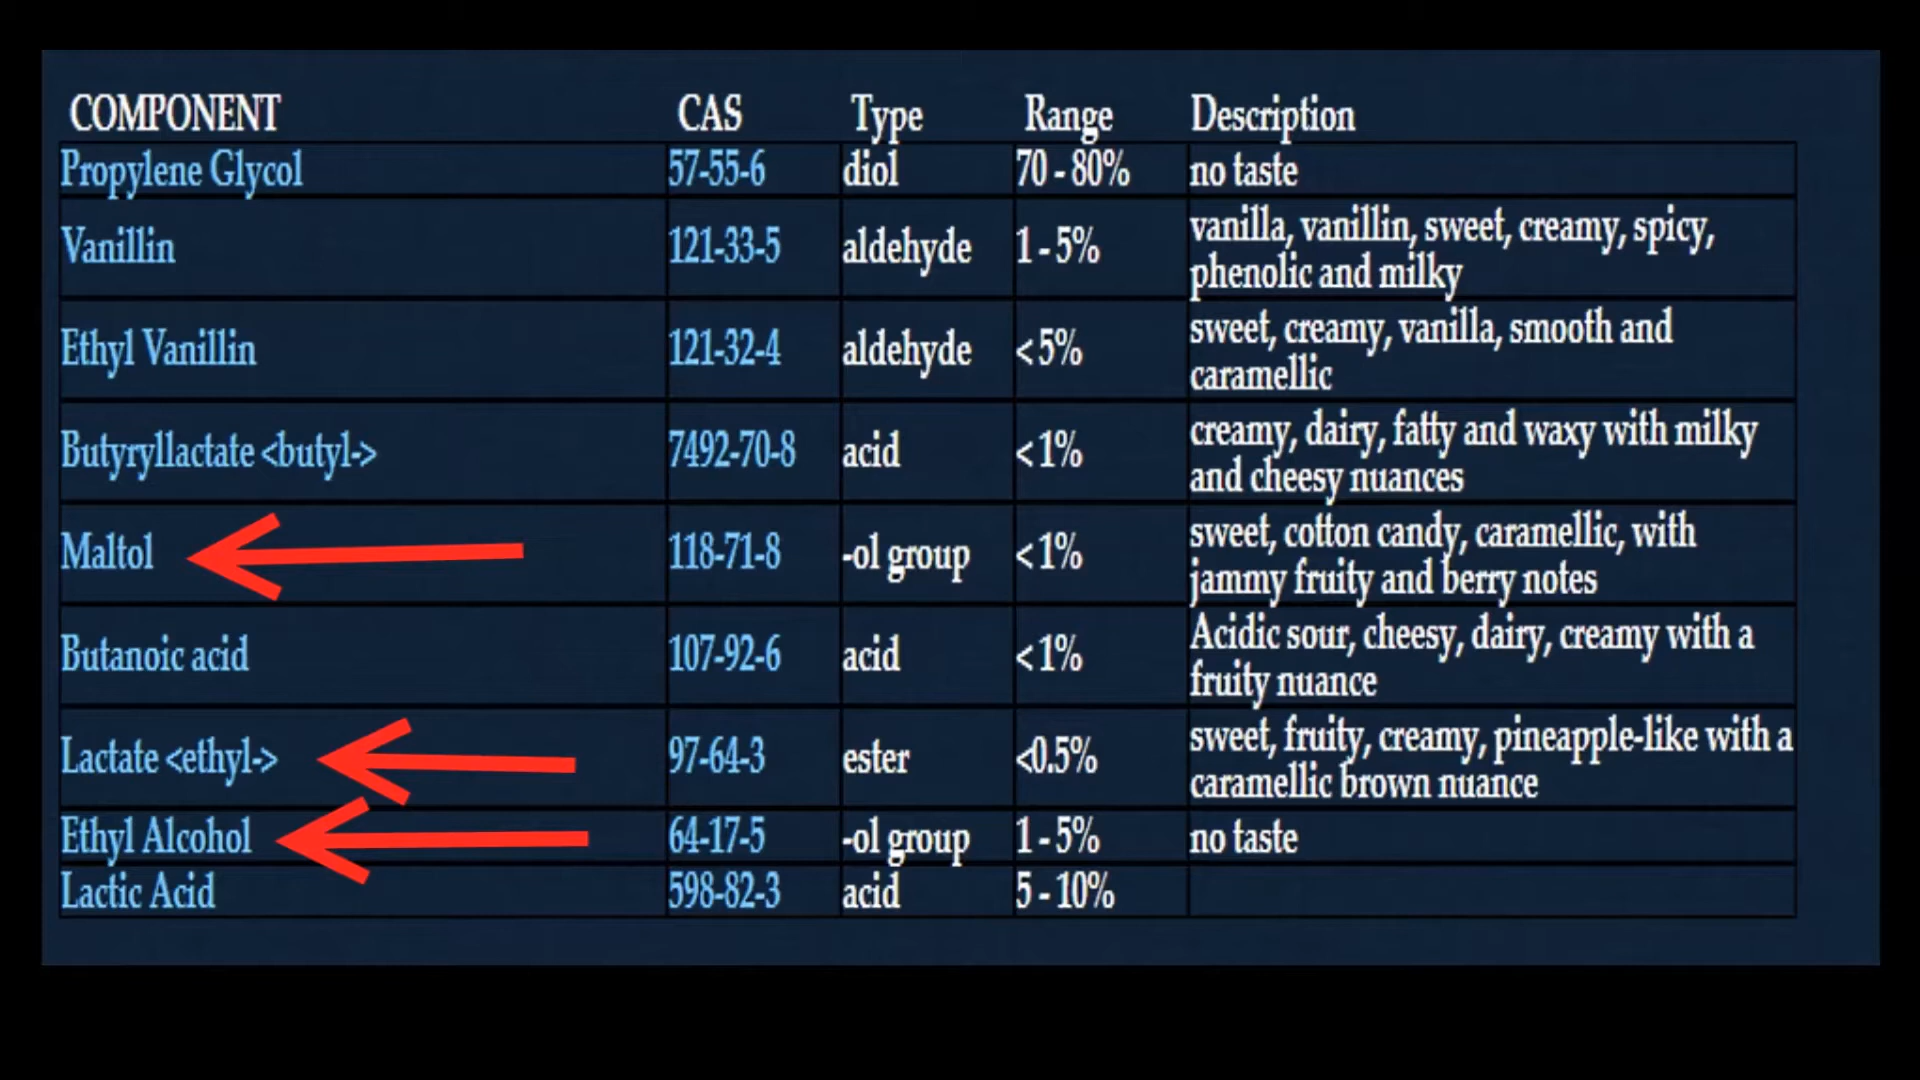 COMPONENT CAS Type Range Description
Propylene Glycol 57-55-6 diol 70 - 80% no taste
Vanillin 121-33-5 aldehyde 1 - 5% vanilla, vanillin, sweet, creamy, spicy,
phenolic and milky
Ethyl Vanillin 121-32-4 aldehyde < 5% sweet, creamy, vanilla, smooth and
caramellic
Butyryllactate <butyl-> 7492-70-8 acid < 1% creamy, dairy, fatty and waxy with milky
and cheesy nuances
Maltol 118-71-8 -ol group < 1% sweet, cotton candy, caramellic, with
jammy fruity and berry notes
Butanoic acid 107-92-6 acid < 1% Acidic sour, cheesy, dairy, creamy with a
fruity nuance
Lactate <ethyl-> 97-64-3 ester <0.5% sweet, fruity, creamy, pineapple-like with a
caramellic brown nuance
Ethyl Alcohol 64-17-5 -ol group 1 - 5% no taste
Lactic Acid 598-82-3 acid 5 - 10%